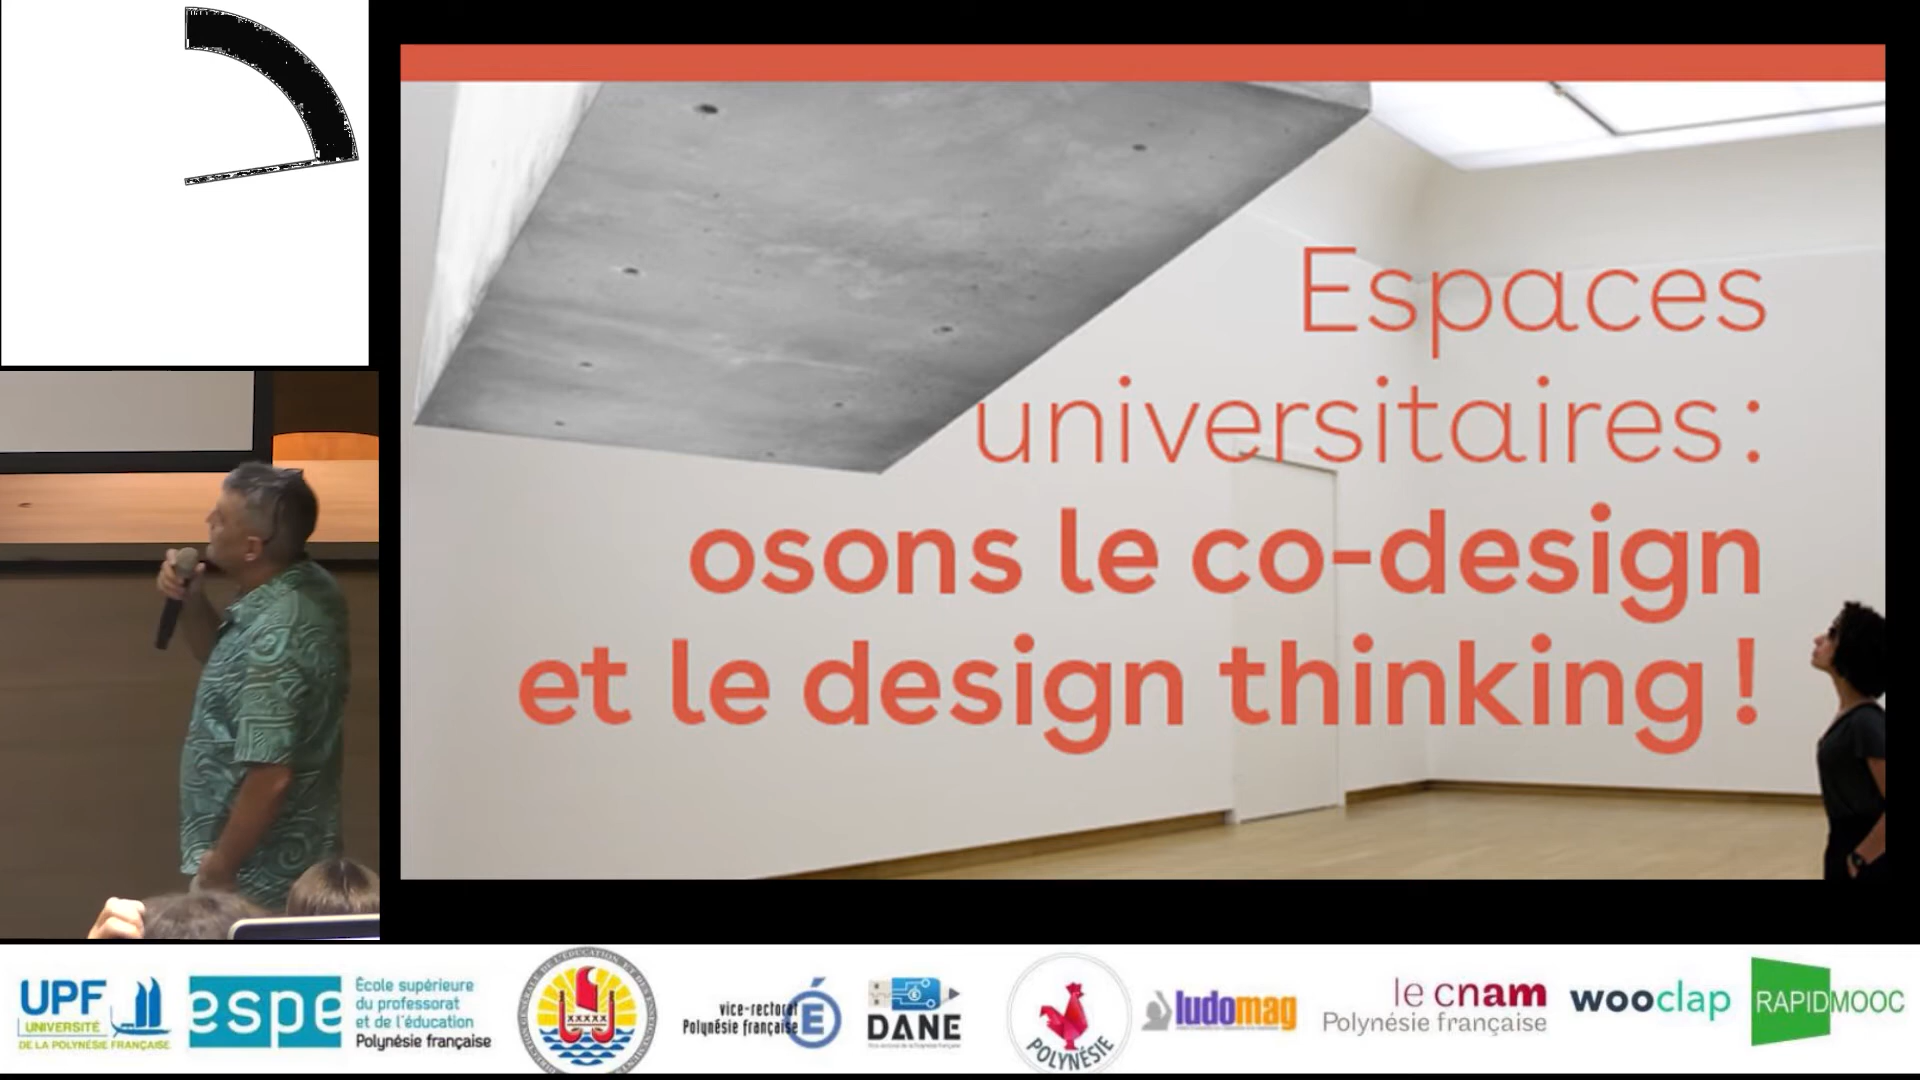 Espaces
universitaires :
osons le co-design
et le design thinking !
UPF
UNIVERSITÉ
DE LA POLYNÉSIE FRANÇAISE
espe
École supérieure
du professorat
et de l'éducation
Polynésie française
vice-rectorat
Polynésie française
É
DANE
POLYNÉSIE
ludomag
le cnam
Polynésie française
wooclap
RAPIDMOOC